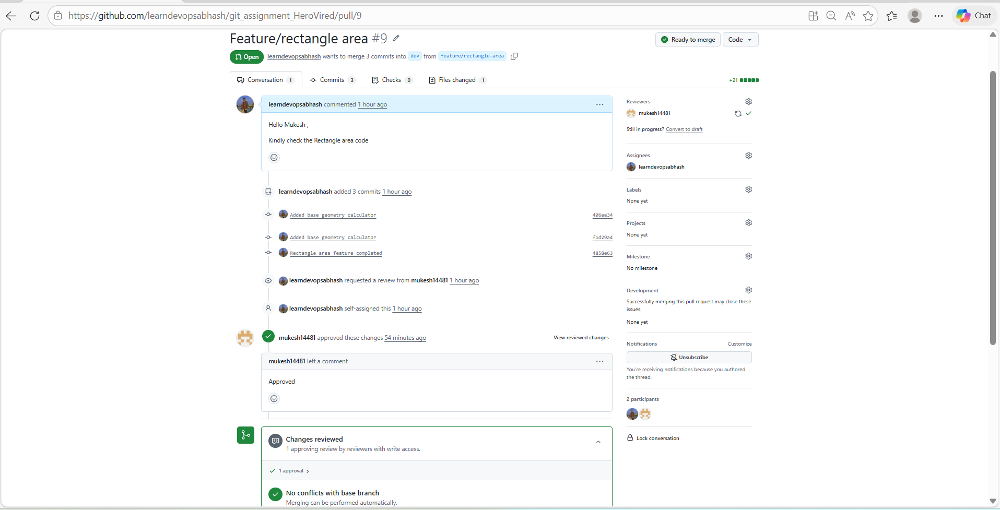 https://github.com/learndevopsabhash/git_assignment_HeroVired/pull/9
Chat
Feature/rectangle area #9
Ready to merge
Code
Open
learndevopsabhash wants to merge 3 commits into dev from feature/rectangle-area
Conversation 1
Commits 3
Checks 0
Files changed 1
+21
learndevopsabhash commented 1 hour ago
Hello Mukesh ,
Kindly check the Rectangle area code
learndevopsabhash added 3 commits 1 hour ago
Added base geometry calculator 406ee34
Added base geometry calculator f1d29a4
Rectangle area feature completed 4858e63
learndevopsabhash requested a review from mukesh14481 1 hour ago
learndevopsabhash self-assigned this 1 hour ago
mukesh14481 approved these changes 54 minutes ago
View reviewed changes
mukesh14481 left a comment
Approved
Changes reviewed
1 approving review by reviewers with write access.
1 approval
No conflicts with base branch
Merging can be performed automatically.
Reviewers
mukesh14481
Still in progress? Convert to draft
Assignees
learndevopsabhash
Labels
None yet
Projects
None yet
Milestone
No milestone
Development
Successfully merging this pull request may close these
issues.
None yet
Notifications
Customize
Unsubscribe
You're receiving notifications because you authored
the thread.
2 participants
Lock conversation